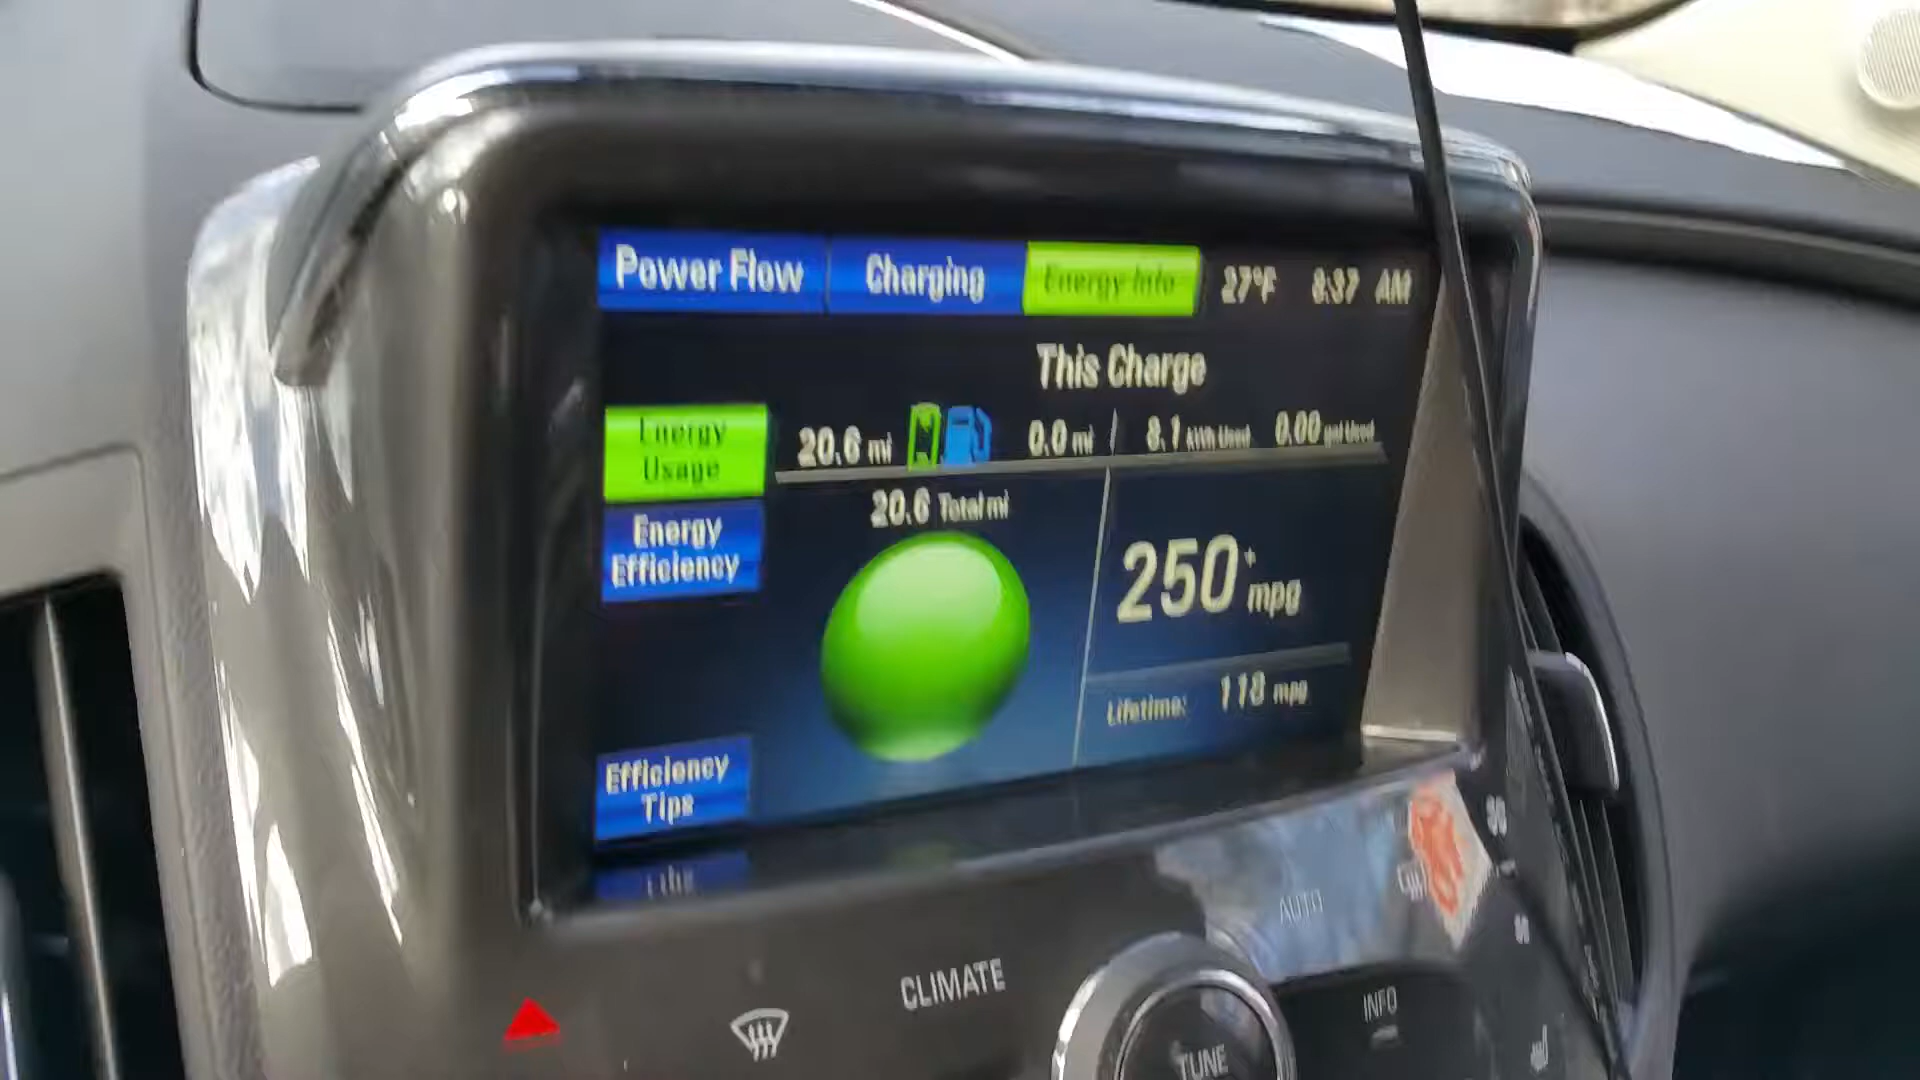 Power Flow Charging Energy Info 27°F 8:37 AM
This Charge
Energy Usage
20.6 mi 0.0 mi 8.1 kWh Used 0.00 gal Used
20.6 Total mi
Energy Efficiency
250+ mpg
Lifetime: 118 mpg
Efficiency Tips
CLIMATE
AUTO
INFO
TUNE